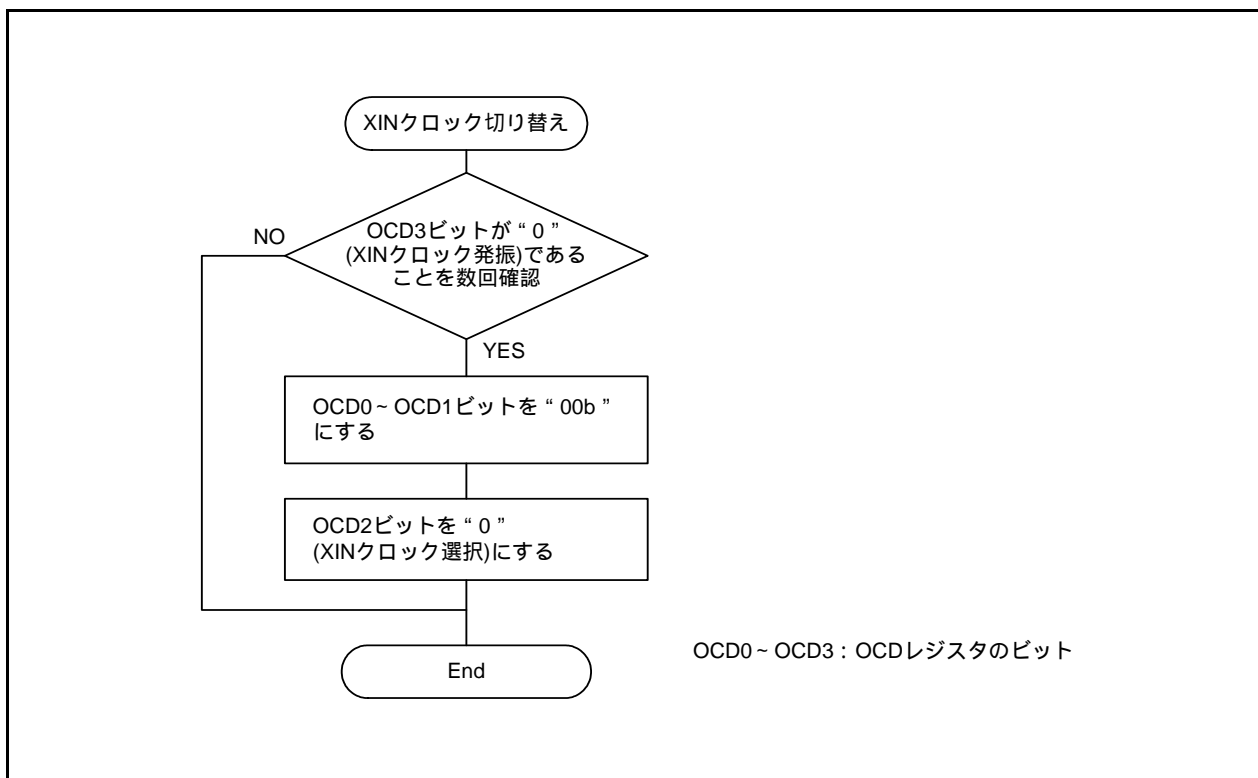 XINクロック切り替え
OCD3ビットが“0”
(XINクロック発振)である
ことを数回確認
NO
YES
OCD0~OCD1ビットを“00b”
にする
OCD2ビットを“0”
(XINクロック選択)にする
End
OCD0~OCD3:OCDレジスタのビット